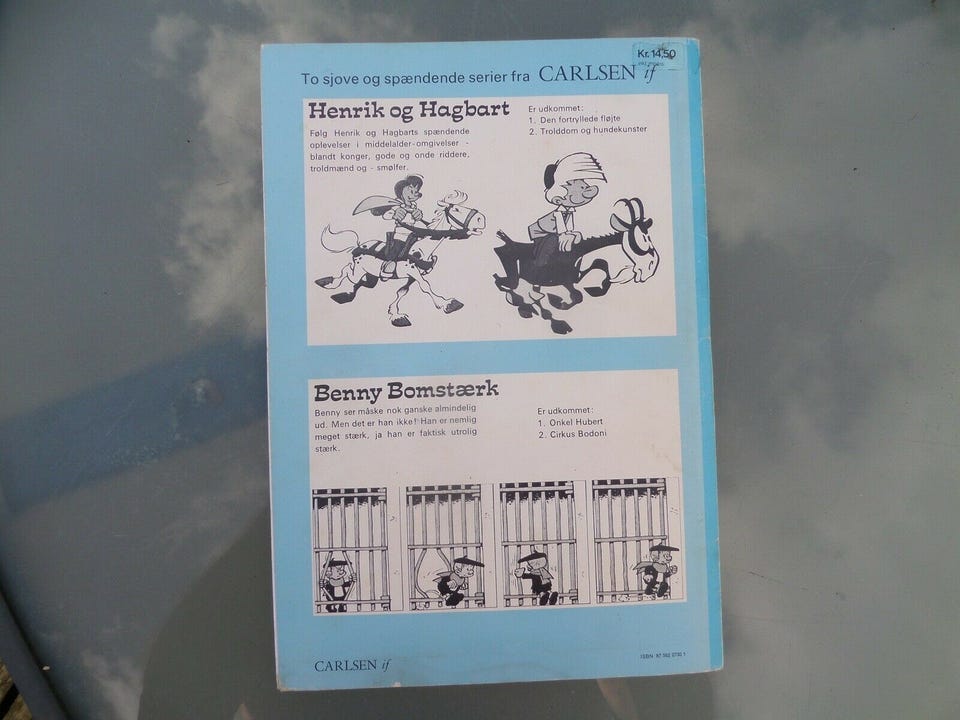 Kr. 14,50
To sjove og spændende serier fra CARLSEN if
Henrik og Hagbart
Følg Henrik og Hagbarts spændende
oplevelser i middelalder-omgivelser -
blandt konger, gode og onde riddere,
troldmænd og - smølfer.
Er udkommet:
1. Den fortryllede fløjte
2. Trolddom og hundekunster
Benny Bomstærk
Benny ser måske nok ganske almindelig
ud. Men det er han ikke! Han er nemlig
meget stærk, ja han er faktisk utrolig
stærk.
Er udkommet:
1. Onkel Hubert
2. Cirkus Bodoni
CARLSEN if
ISBN